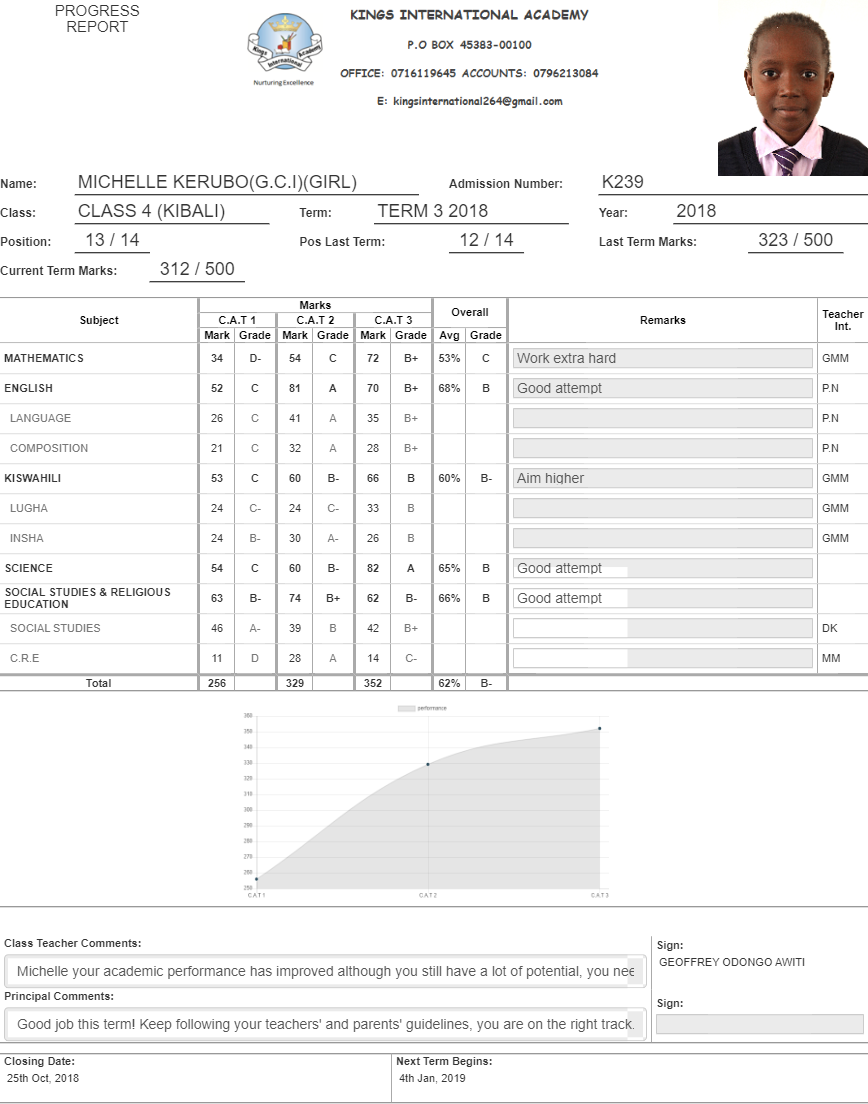 PROGRESS
REPORT
KINGS INTERNATIONAL ACADEMY
P.O BOX 45383-00100
OFFICE: 0716119645 ACCOUNTS: 0796213084
E: kingsinternational264@gmail.com
Kings International Academy
Nurturing Excellence
Name: MICHELLE KERUBO(G.C.I)(GIRL) Admission Number: K239
Class: CLASS 4 (KIBALI) Term: TERM 3 2018 Year: 2018
Position: 13 / 14 Pos Last Term: 12 / 14 Last Term Marks: 323 / 500
Current Term Marks: 312 / 500
Subject Marks Overall Remarks Teacher Int.
C.A.T 1 C.A.T 2 C.A.T 3
Mark Grade Mark Grade Mark Grade Avg Grade
MATHEMATICS 34 D- 54 C 72 B+ 53% C Work extra hard GMM
ENGLISH 52 C 81 A 70 B+ 68% B Good attempt P.N
LANGUAGE 26 C 41 A 35 B+ P.N
COMPOSITION 21 C 32 A 28 B+ P.N
KISWAHILI 53 C 60 B- 66 B 60% B- Aim higher GMM
LUGHA 24 C- 24 C- 33 B GMM
INSHA 24 B- 30 A- 26 B GMM
SCIENCE 54 C 60 B- 82 A 65% B Good attempt
SOCIAL STUDIES & RELIGIOUS
EDUCATION 63 B- 74 B+ 62 B- 66% B Good attempt
SOCIAL STUDIES 46 A- 39 B 42 B+ DK
C.R.E 11 D 28 A 14 C- MM
Total 256 329 352 62% B-
performance
360
350
340
330
320
310
300
290
280
270
260
250
CAT1 CAT2 CAT3
Class Teacher Comments:
Michelle your academic performance has improved although you still have a lot of potential, you nee
Sign:
GEOFFREY ODONGO AWITI
Principal Comments:
Good job this term! Keep following your teachers' and parents' guidelines, you are on the right track.
Sign:
Closing Date: Next Term Begins:
25th Oct, 2018 4th Jan, 2019